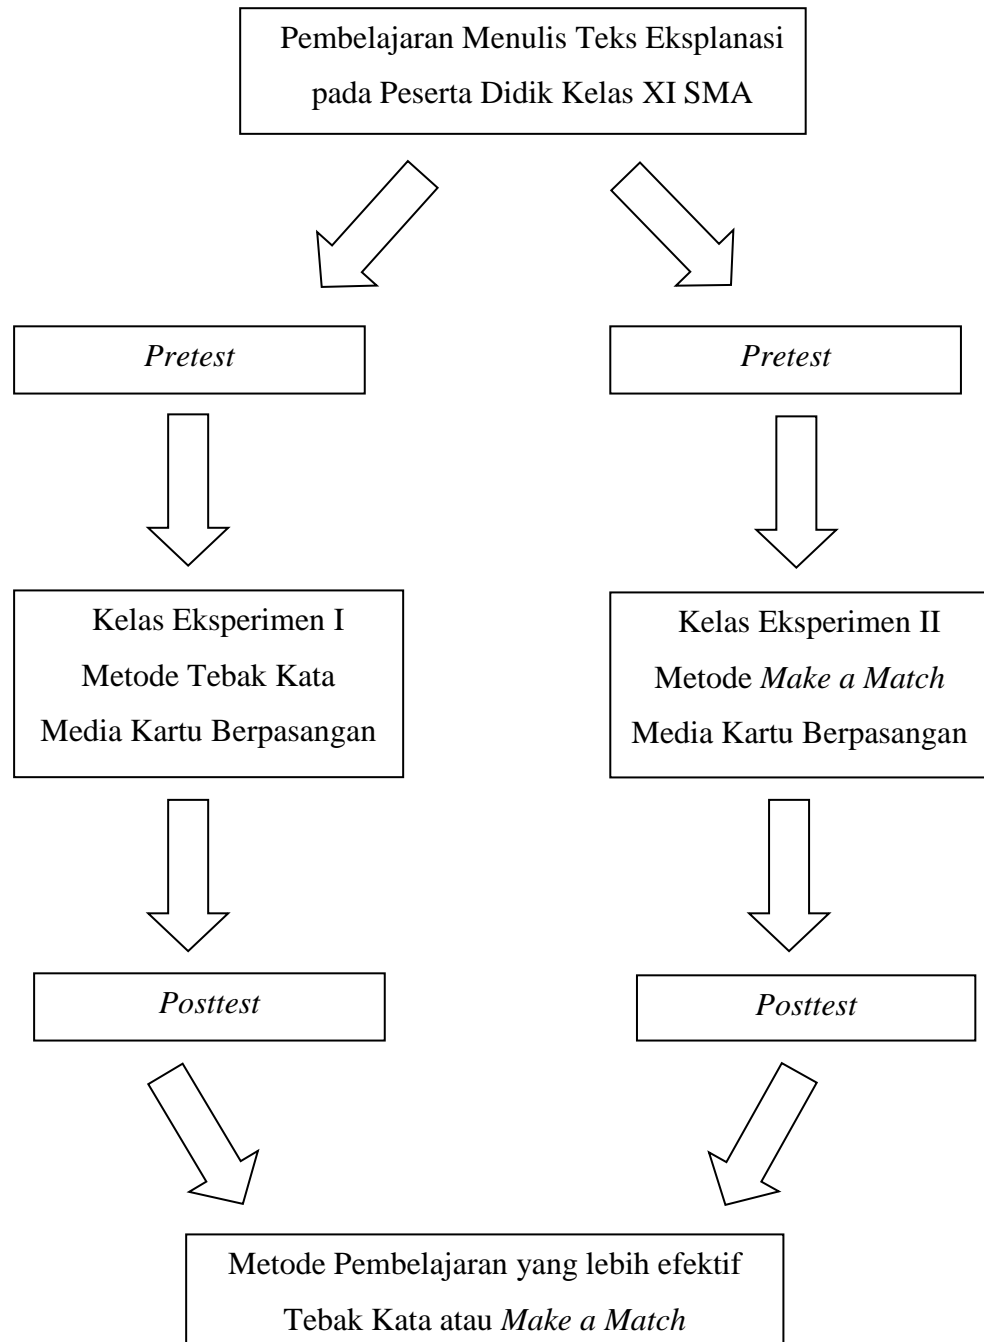 Pembelajaran Menulis Teks Eksplanasi
pada Peserta Didik Kelas XI SMA
Pretest
Pretest
Kelas Eksperimen I
Metode Tebak Kata
Media Kartu Berpasangan
Kelas Eksperimen II
Metode Make a Match
Media Kartu Berpasangan
Posttest
Posttest
Metode Pembelajaran yang lebih efektif
Tebak Kata atau Make a Match